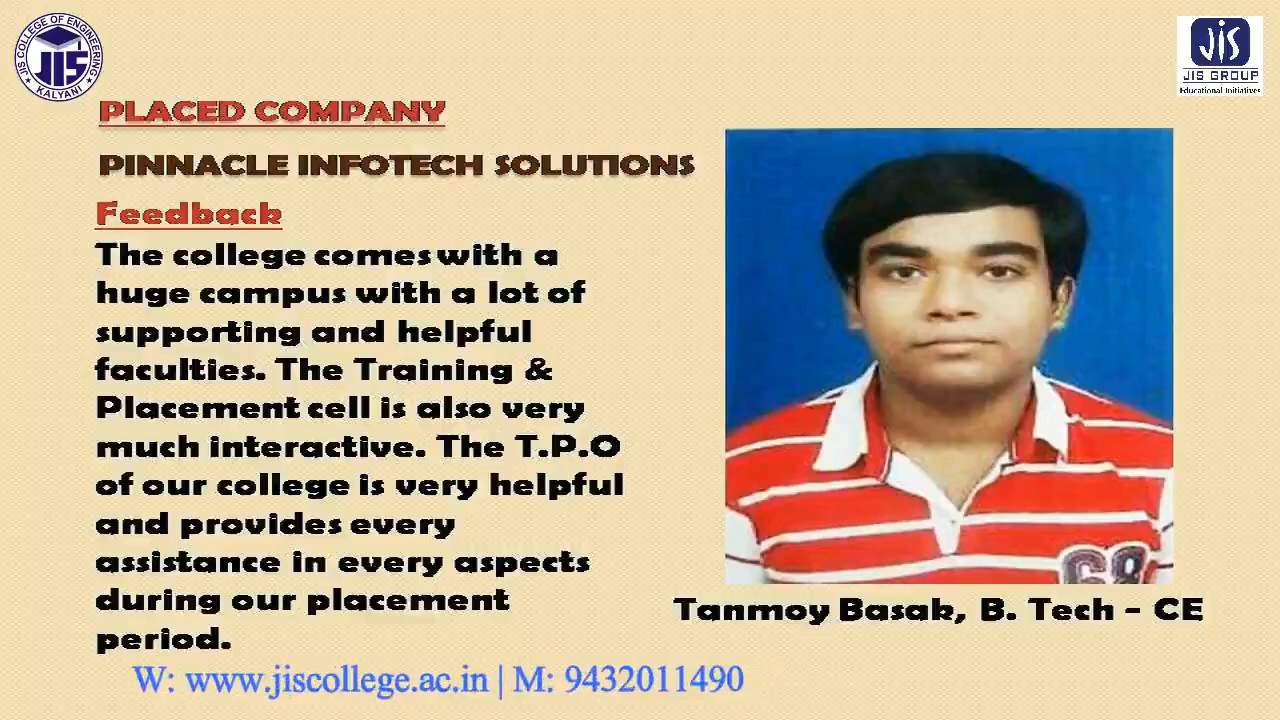 JIS COLLEGE OF ENGINEERING
JIS
KALYANI
JIS
JIS GROUP
Educational Initiatives
PLACED COMPANY
PINNACLE INFOTECH SOLUTIONS
Feedback
The college comes with a
huge campus with a lot of
supporting and helpful
faculties. The Training &
Placement cell is also very
much interactive. The T.P.O
of our college is very helpful
and provides every
assistance in every aspects
during our placement
period.
68
Tanmoy Basak, B. Tech – CE
W: www.jiscollege.ac.in | M: 9432011490